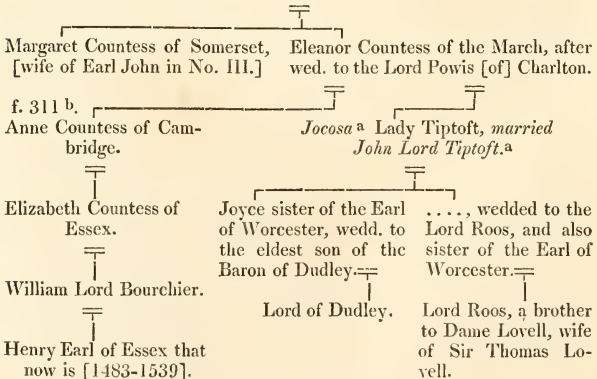 Margaret Countess of Somerset,
[wife of Earl John in No. III.]
Eleanor Countess of the March, after
wed. to the Lord Powis [of] Charlton.
f. 311 b.
Anne Countess of Cam-
bridge.
Jocosa a Lady Tiptoft, married
John Lord Tiptoft.a
Elizabeth Countess of
Essex.
Joyce sister of the Earl
of Worcester, wedd. to
the eldest son of the
Baron of Dudley.
...., wedded to the
Lord Roos, and also
sister of the Earl of
Worcester.
William Lord Bourchier.
Lord of Dudley.
Lord Roos, a brother
to Dame Lovell, wife
of Sir Thomas Lo-
vell.
Henry Earl of Essex that
now is [1483-1539].